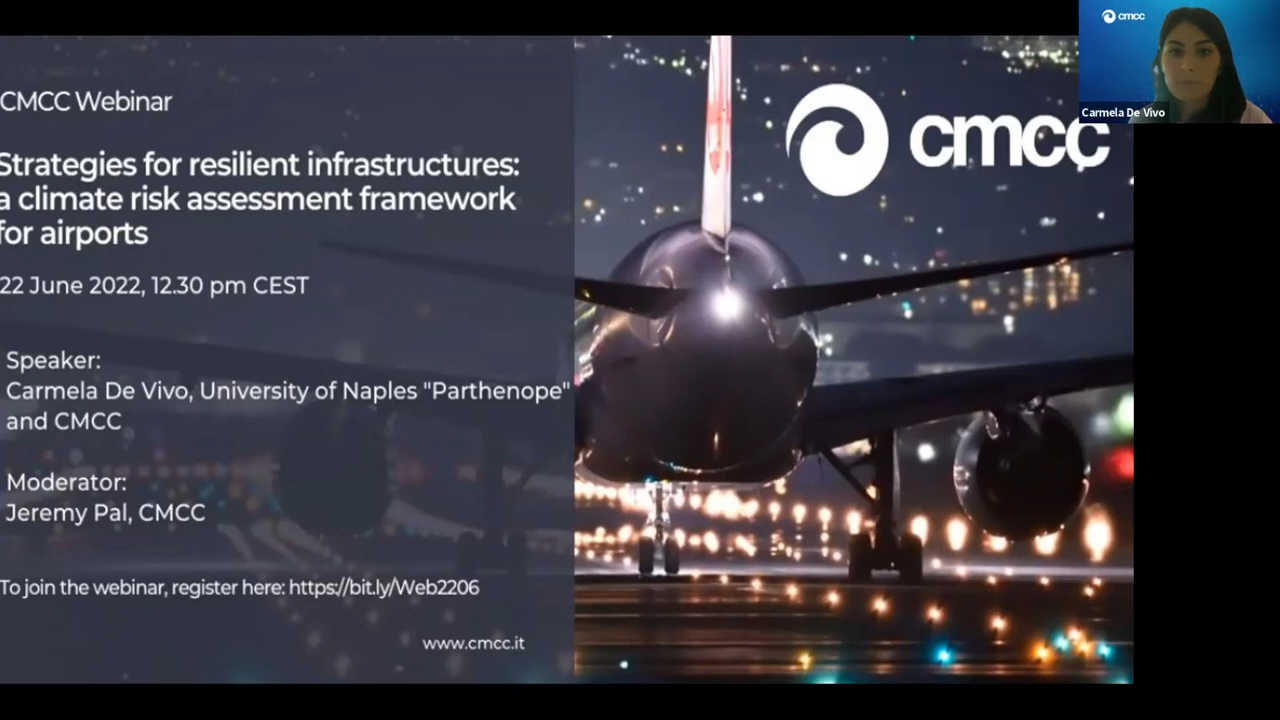 CMCC Webinar
Strategies for resilient infrastructures:
a climate risk assessment framework
for airports
22 June 2022, 12.30 pm CEST
Speaker:
Carmela De Vivo, University of Naples "Parthenope"
and CMCC
Moderator:
Jeremy Pal, CMCC
To join the webinar, register here: https://bit.ly/Web2206
www.cmcc.it
cmcc
cmcc
Carmela De Vivo